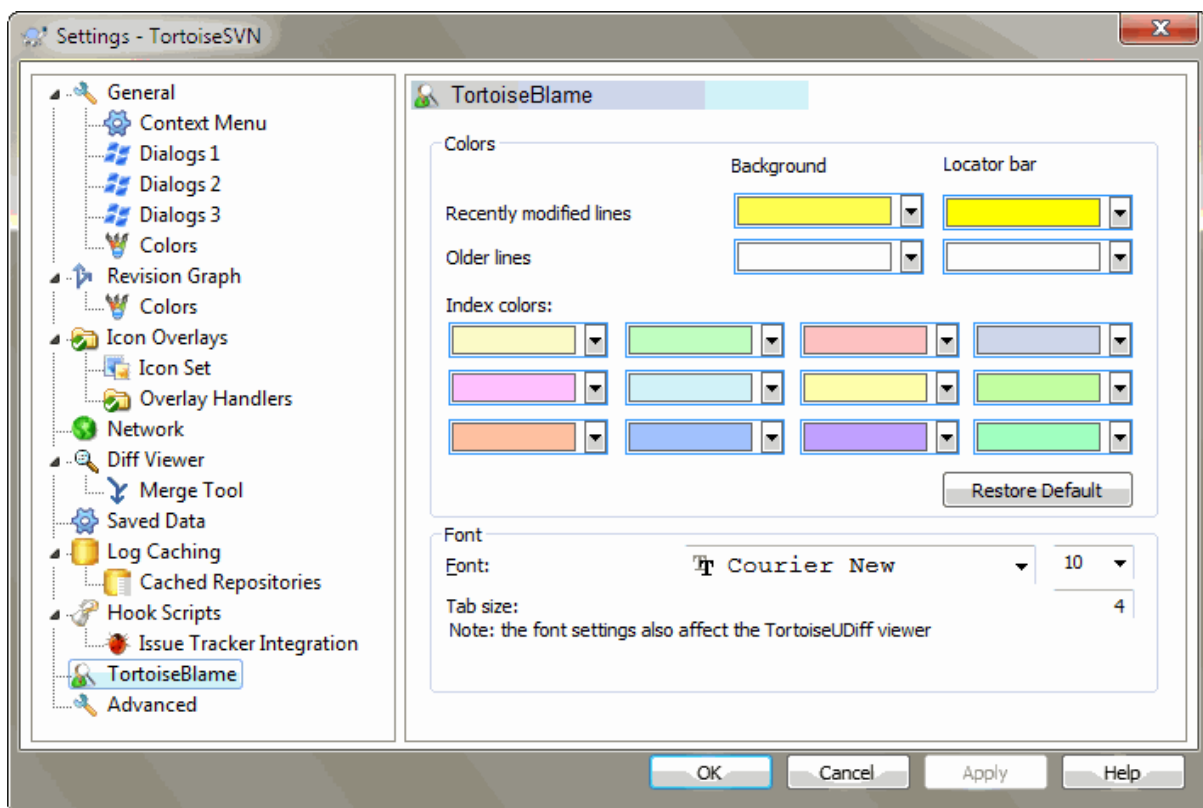 Settings - TortoiseSVN
General
Context Menu
Dialogs 1
Dialogs 2
Dialogs 3
Colors
Revision Graph
Colors
Icon Overlays
Icon Set
Overlay Handlers
Network
Diff Viewer
Merge Tool
Saved Data
Log Caching
Cached Repositories
Hook Scripts
Issue Tracker Integration
TortoiseBlame
Advanced
TortoiseBlame
Colors
Background Locator bar
Recently modified lines
Older lines
Index colors:
Restore Default
Font
Font: Courier New 10
Tab size: 4
Note: the font settings also affect the TortoiseUDiff viewer
OK Cancel Apply Help